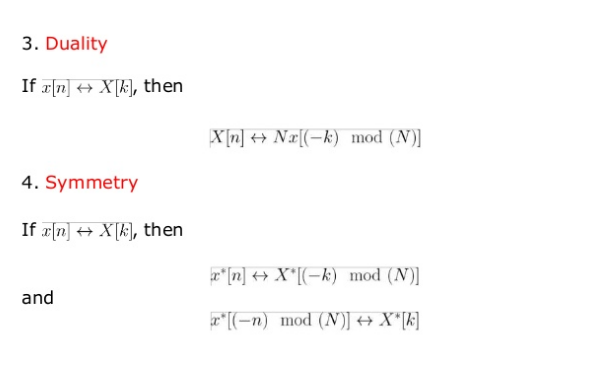 3. Duality
If x[n] ↔ X[k], then
X[n] ↔ Nx[(−k) mod (N)]
4. Symmetry
If x[n] ↔ X[k], then
x*[n] ↔ X*[(−k) mod (N)]
and
x*[(−n) mod (N)] ↔ X*[k]